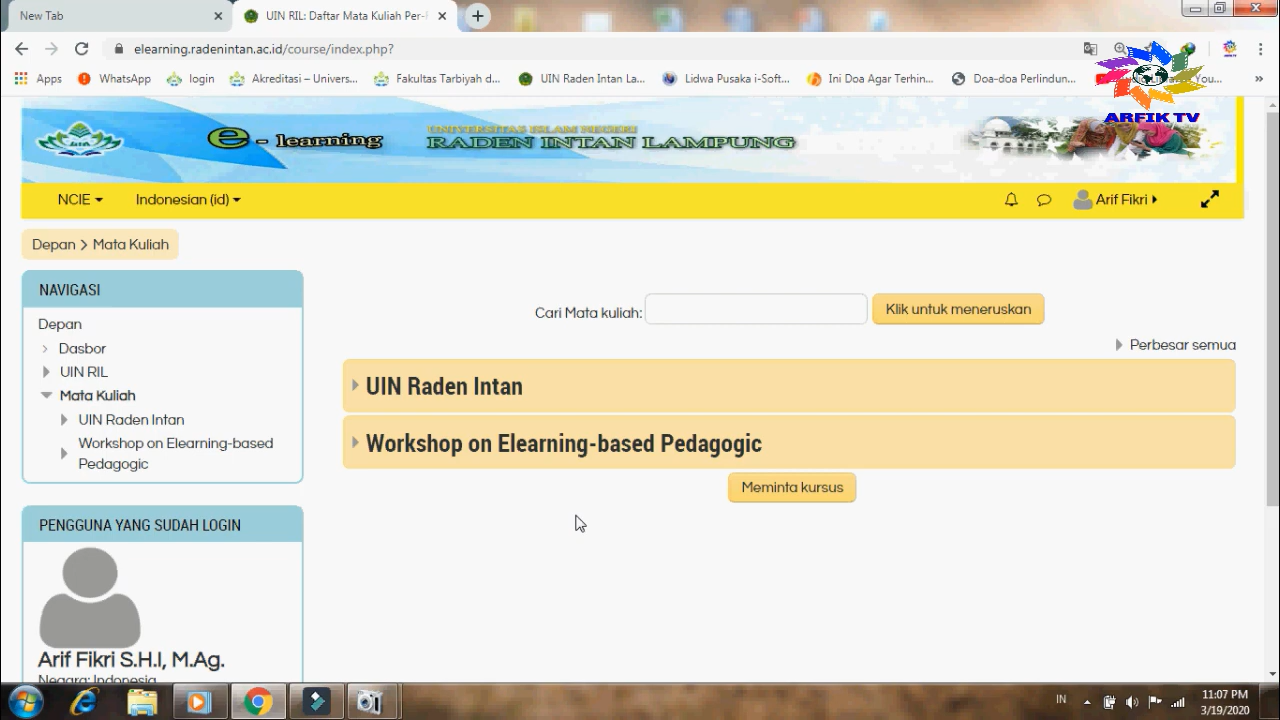 New Tab
UIN RIL: Daftar Mata Kuliah Per-
elearning.radenintan.ac.id/course/index.php?
Apps
WhatsApp
login
Akreditasi – Univers...
Fakultas Tarbiyah d...
UIN Raden Intan La...
Lidwa Pusaka i-Soft...
Ini Doa Agar Terhin...
Doa-doa Perlindun...
You...
»
ARFIK TV
e - learning
UNIVERSITAS ISLAM NEGERI
RADEN INTAN LAMPUNG
NCIE
Indonesian (id)
Arif Fikri
Depan > Mata Kuliah
NAVIGASI
Depan
Dasbor
UIN RIL
Mata Kuliah
UIN Raden Intan
Workshop on Elearning-based
Pedagogic
Cari Mata kuliah:
Klik untuk meneruskan
Perbesar semua
UIN Raden Intan
Workshop on Elearning-based Pedagogic
Meminta kursus
PENGGUNA YANG SUDAH LOGIN
Arif Fikri S.H.I, M.Ag.
Negara: Indonesia
IN
11:07 PM
3/19/2020